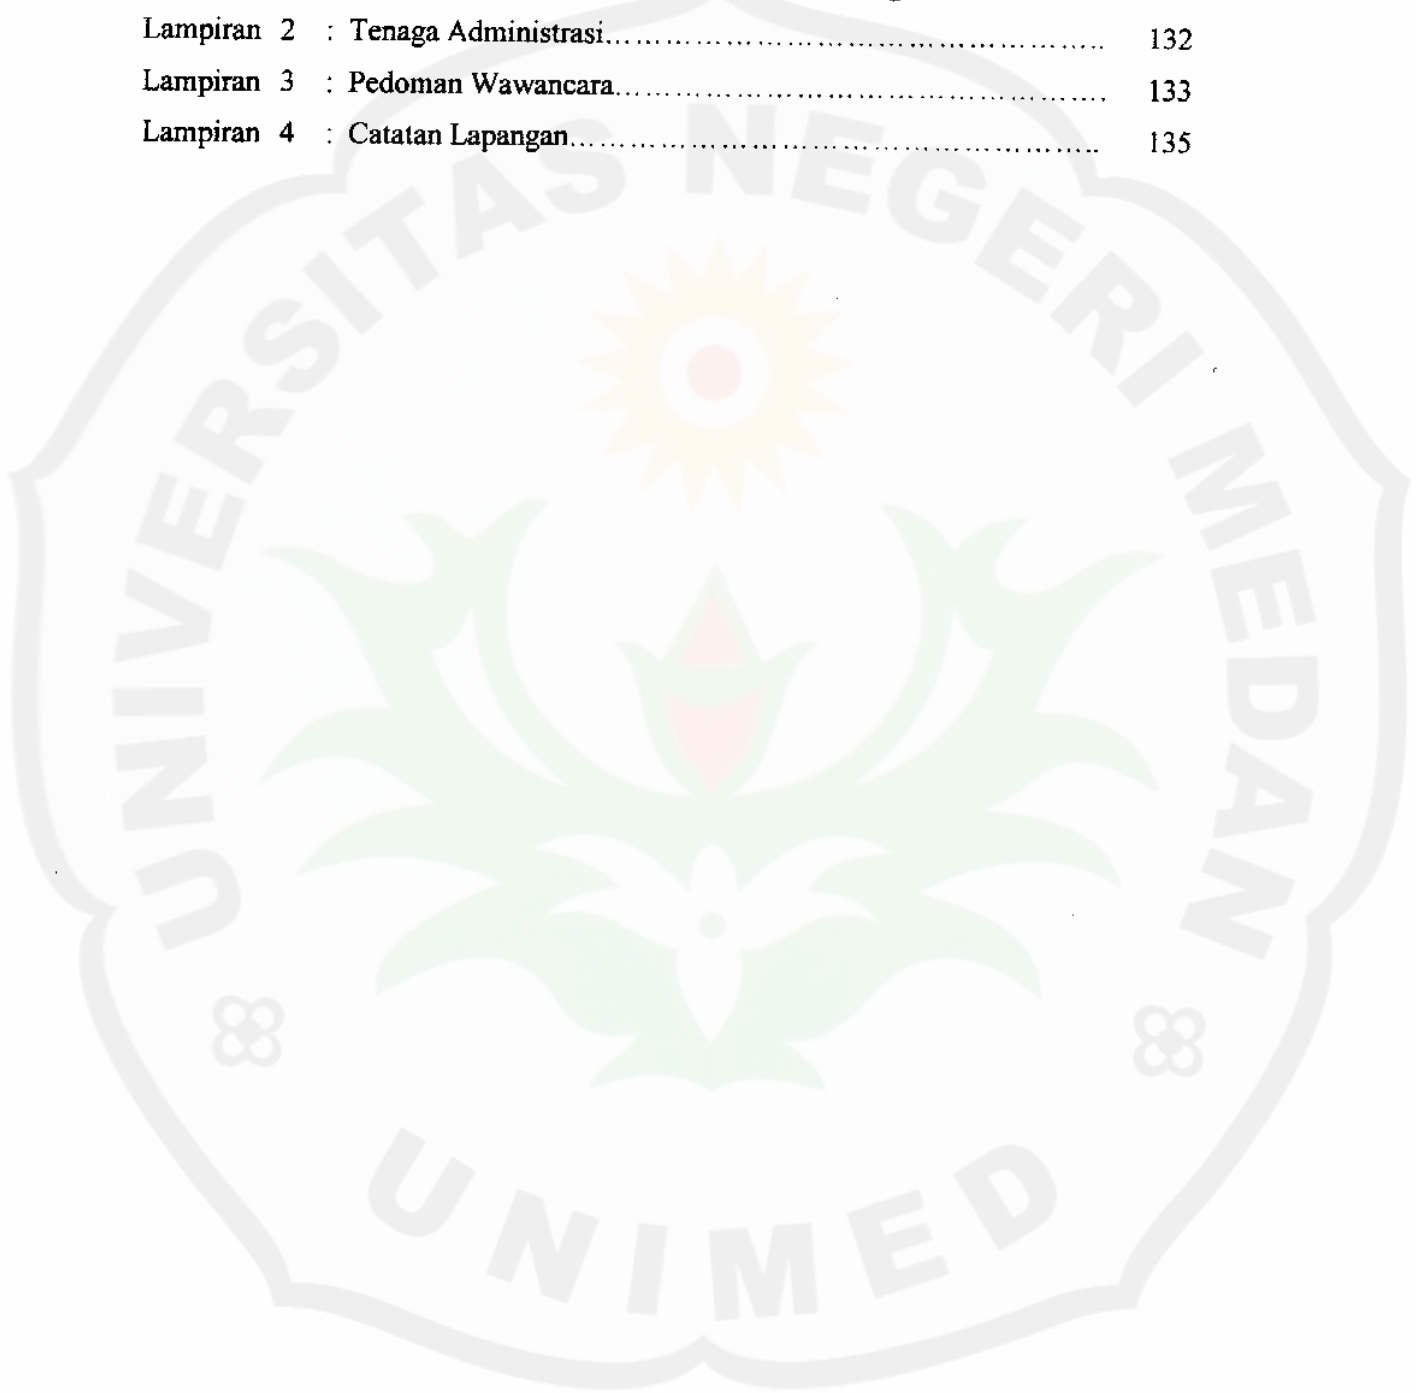 Lampiran 2 : Tenaga Administrasi........................................................ 132
Lampiran 3 : Pedoman Wawancara....................................................... 133
Lampiran 4 : Catatan Lapangan........................................................... 135
UNIVERSITAS NEGERI MEDAN
UNIMED